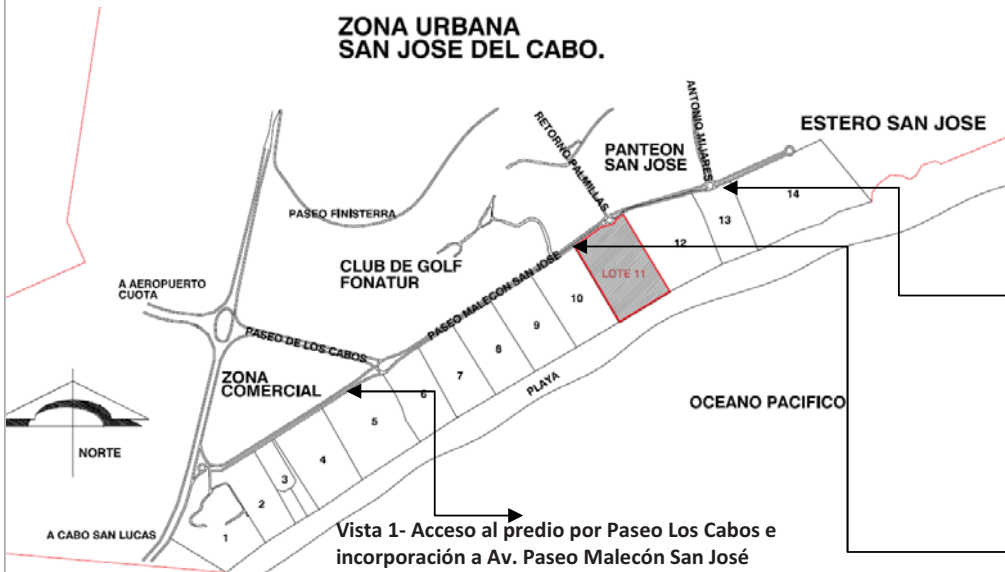 ZONA URBANA
SAN JOSE DEL CABO.
ANTONIO MIJARES
RETORNO PALMILLAS
PANTEON
SAN JOSE
ESTERO SAN JOSE
14
PASEO FINISTERRA
13
12
CLUB DE GOLF
FONATUR
LOTE 11
A AEROPUERTO
CUOTA
PASEO MALECON SAN JOSE
10
9
PASEO DE LOS CABOS
8
7
ZONA
COMERCIAL
6
PLAYA
OCEANO PACIFICO
5
NORTE
4
3
2
1
A CABO SAN LUCAS
Vista 1- Acceso al predio por Paseo Los Cabos e
incorporación a Av. Paseo Malecón San José